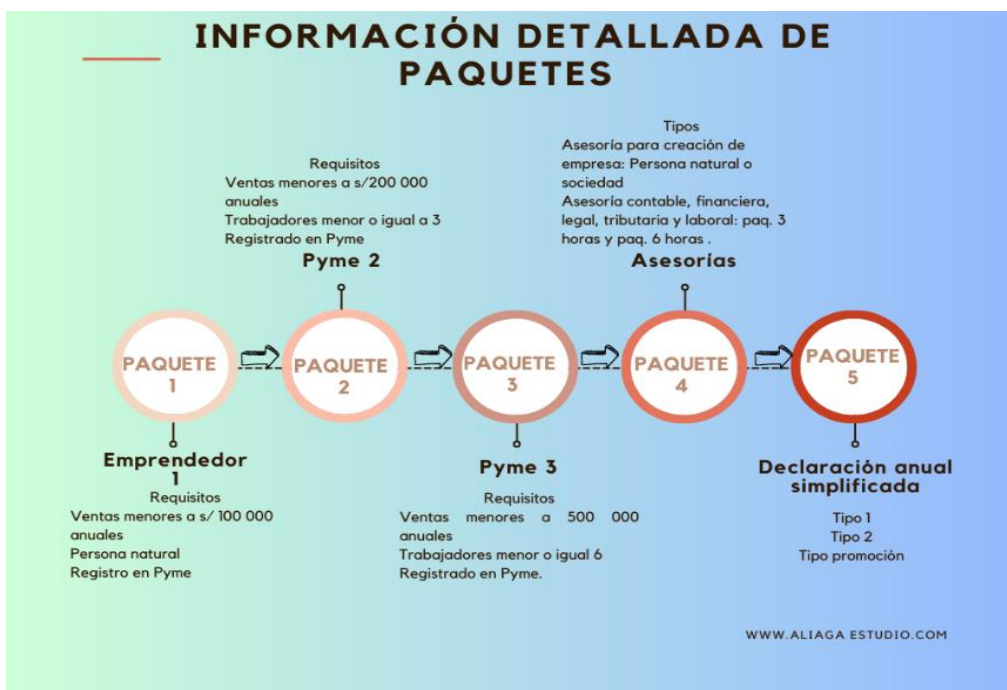 INFORMACIÓN DETALLADA DE
PAQUETES
Requisitos
Ventas menores a s/200 000
anuales
Trabajadores menor o igual a 3
Registrado en Pyme
Pyme 2
Tipos
Asesoría para creación de
empresa: Persona natural o
sociedad
Asesoría contable, financiera,
legal, tributaria y laboral: paq. 3
horas y paq. 6 horas .
Asesorías
PAQUETE
1
PAQUETE
2
PAQUETE
3
PAQUETE
4
PAQUETE
5
Emprendedor
1
Requisitos
Ventas menores a s/ 100 000
anuales
Persona natural
Registro en Pyme
Pyme 3
Requisitos
Ventas menores a 500 000
anuales
Trabajadores menor o igual 6
Registrado en Pyme.
Declaración anual
simplificada
Tipo 1
Tipo 2
Tipo promoción
WWW.ALIAGA ESTUDIO.COM